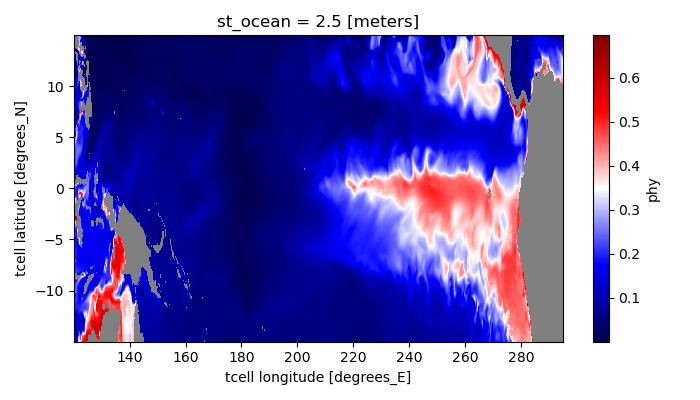 st_ocean = 2.5 [meters]
10
5
0
−5
−10
tcell latitude [degrees_N]
140 160 180 200 220 240 260 280
tcell longitude [degrees_E]
0.6
0.5
0.4
0.3
0.2
0.1
phy